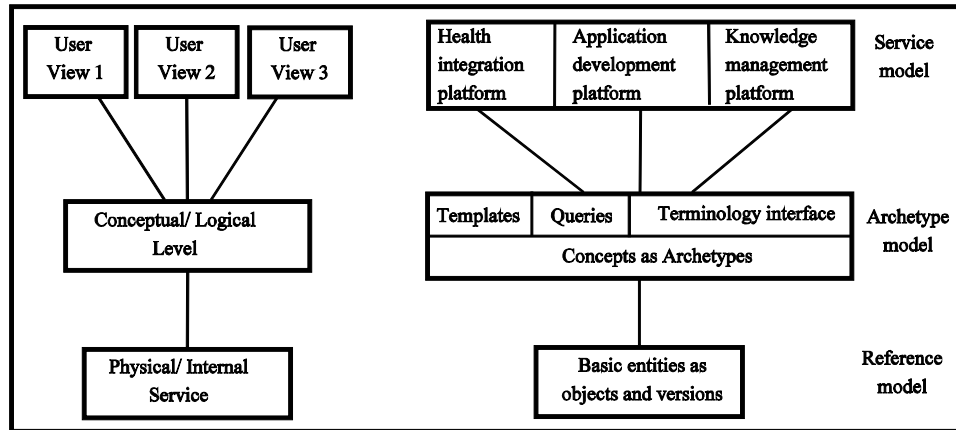 User
View 1
User
View 2
User
View 3
Conceptual/ Logical
Level
Physical/ Internal
Service
Health
integration
platform
Application
development
platform
Knowledge
management
platform
Service
model
Templates
Queries
Terminology interface
Concepts as Archetypes
Archetype
model
Basic entities as
objects and versions
Reference
model